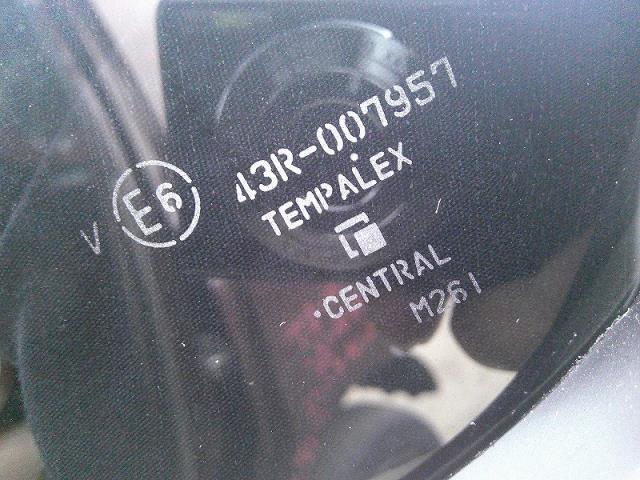 V E6 43R-007957
TEMPALEX
CENTRAL
M261